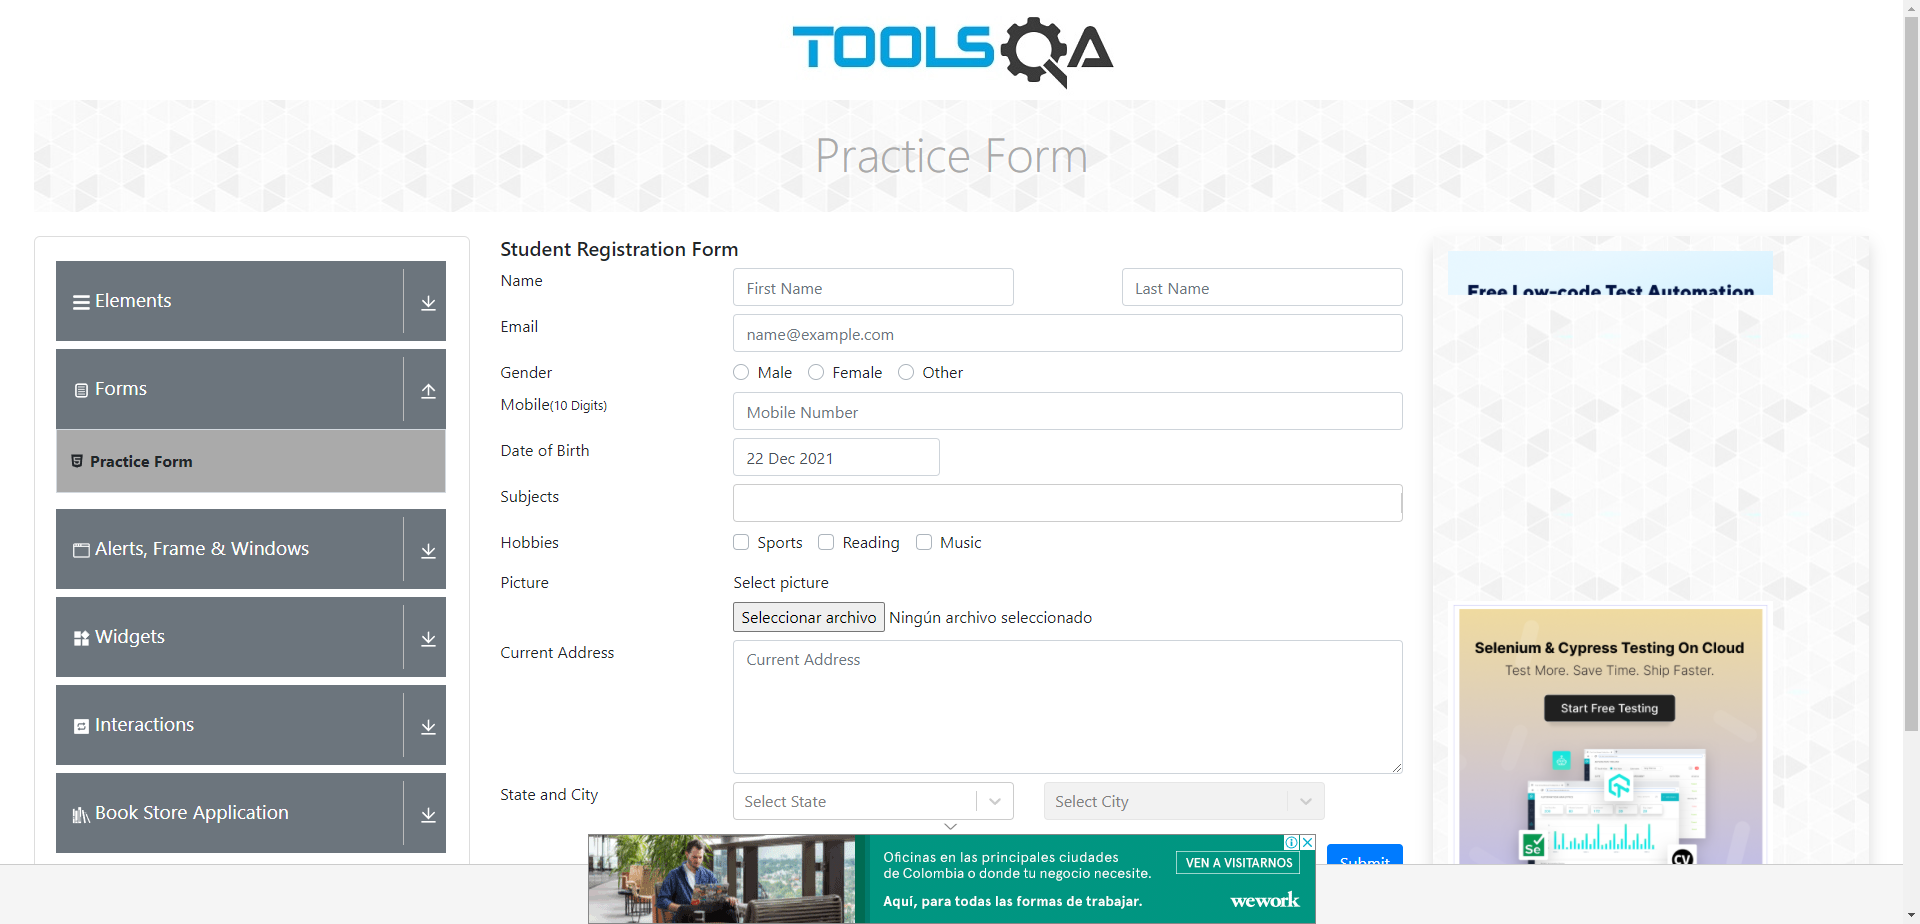 TOOLSQA
Practice Form
Elements
Forms
Practice Form
Alerts, Frame & Windows
Widgets
Interactions
Book Store Application
Student Registration Form
Name
First Name
Last Name
Email
name@example.com
Gender
Male
Female
Other
Mobile(10 Digits)
Mobile Number
Date of Birth
22 Dec 2021
Subjects
Hobbies
Sports
Reading
Music
Picture
Select picture
Seleccionar archivo
Ningún archivo seleccionado
Current Address
Current Address
State and City
Select State
Select City
Submit
Free Low-code Test Automation
Selenium & Cypress Testing On Cloud
Test More. Save Time. Ship Faster.
Start Free Testing
Se
CV
Oficinas en las principales ciudades
de Colombia o donde tu negocio necesite.
Aquí, para todas las formas de trabajar.
VEN A VISITARNOS
wework